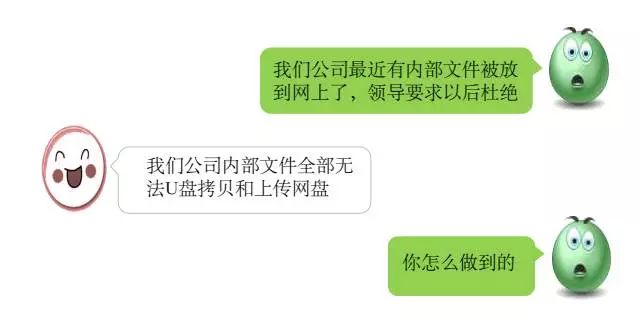 我们公司最近有内部文件被放
到网上了，领导要求以后杜绝
我们公司内部文件全部无
法U盘拷贝和上传网盘
你怎么做到的